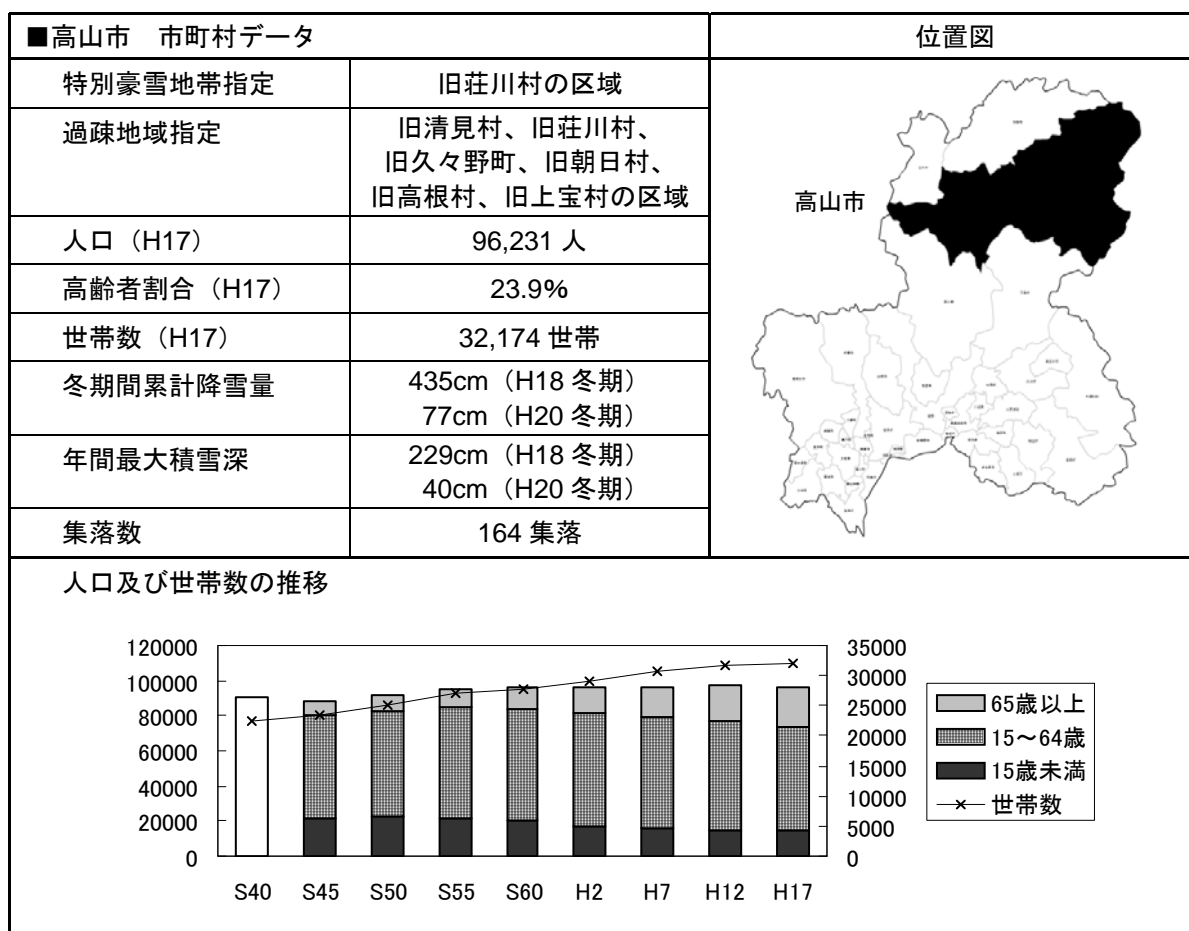 ■高山市　市町村データ
位置図
特別豪雪地帯指定
旧荘川村の区域
過疎地域指定
旧清見村、旧荘川村、
旧久々野町、旧朝日村、
旧高根村、旧上宝村の区域
人口（H17）
96,231 人
高齢者割合（H17）
23.9%
世帯数（H17）
32,174 世帯
冬期間累計降雪量
435cm（H18 冬期）
77cm（H20 冬期）
年間最大積雪深
229cm（H18 冬期）
40cm（H20 冬期）
集落数
164 集落
高山市
人口及び世帯数の推移
120000
100000
80000
60000
40000
20000
0
35000
30000
25000
20000
15000
10000
5000
0
S40 S45 S50 S55 S60 H2 H7 H12 H17
65歳以上
15～64歳
15歳未満
世帯数